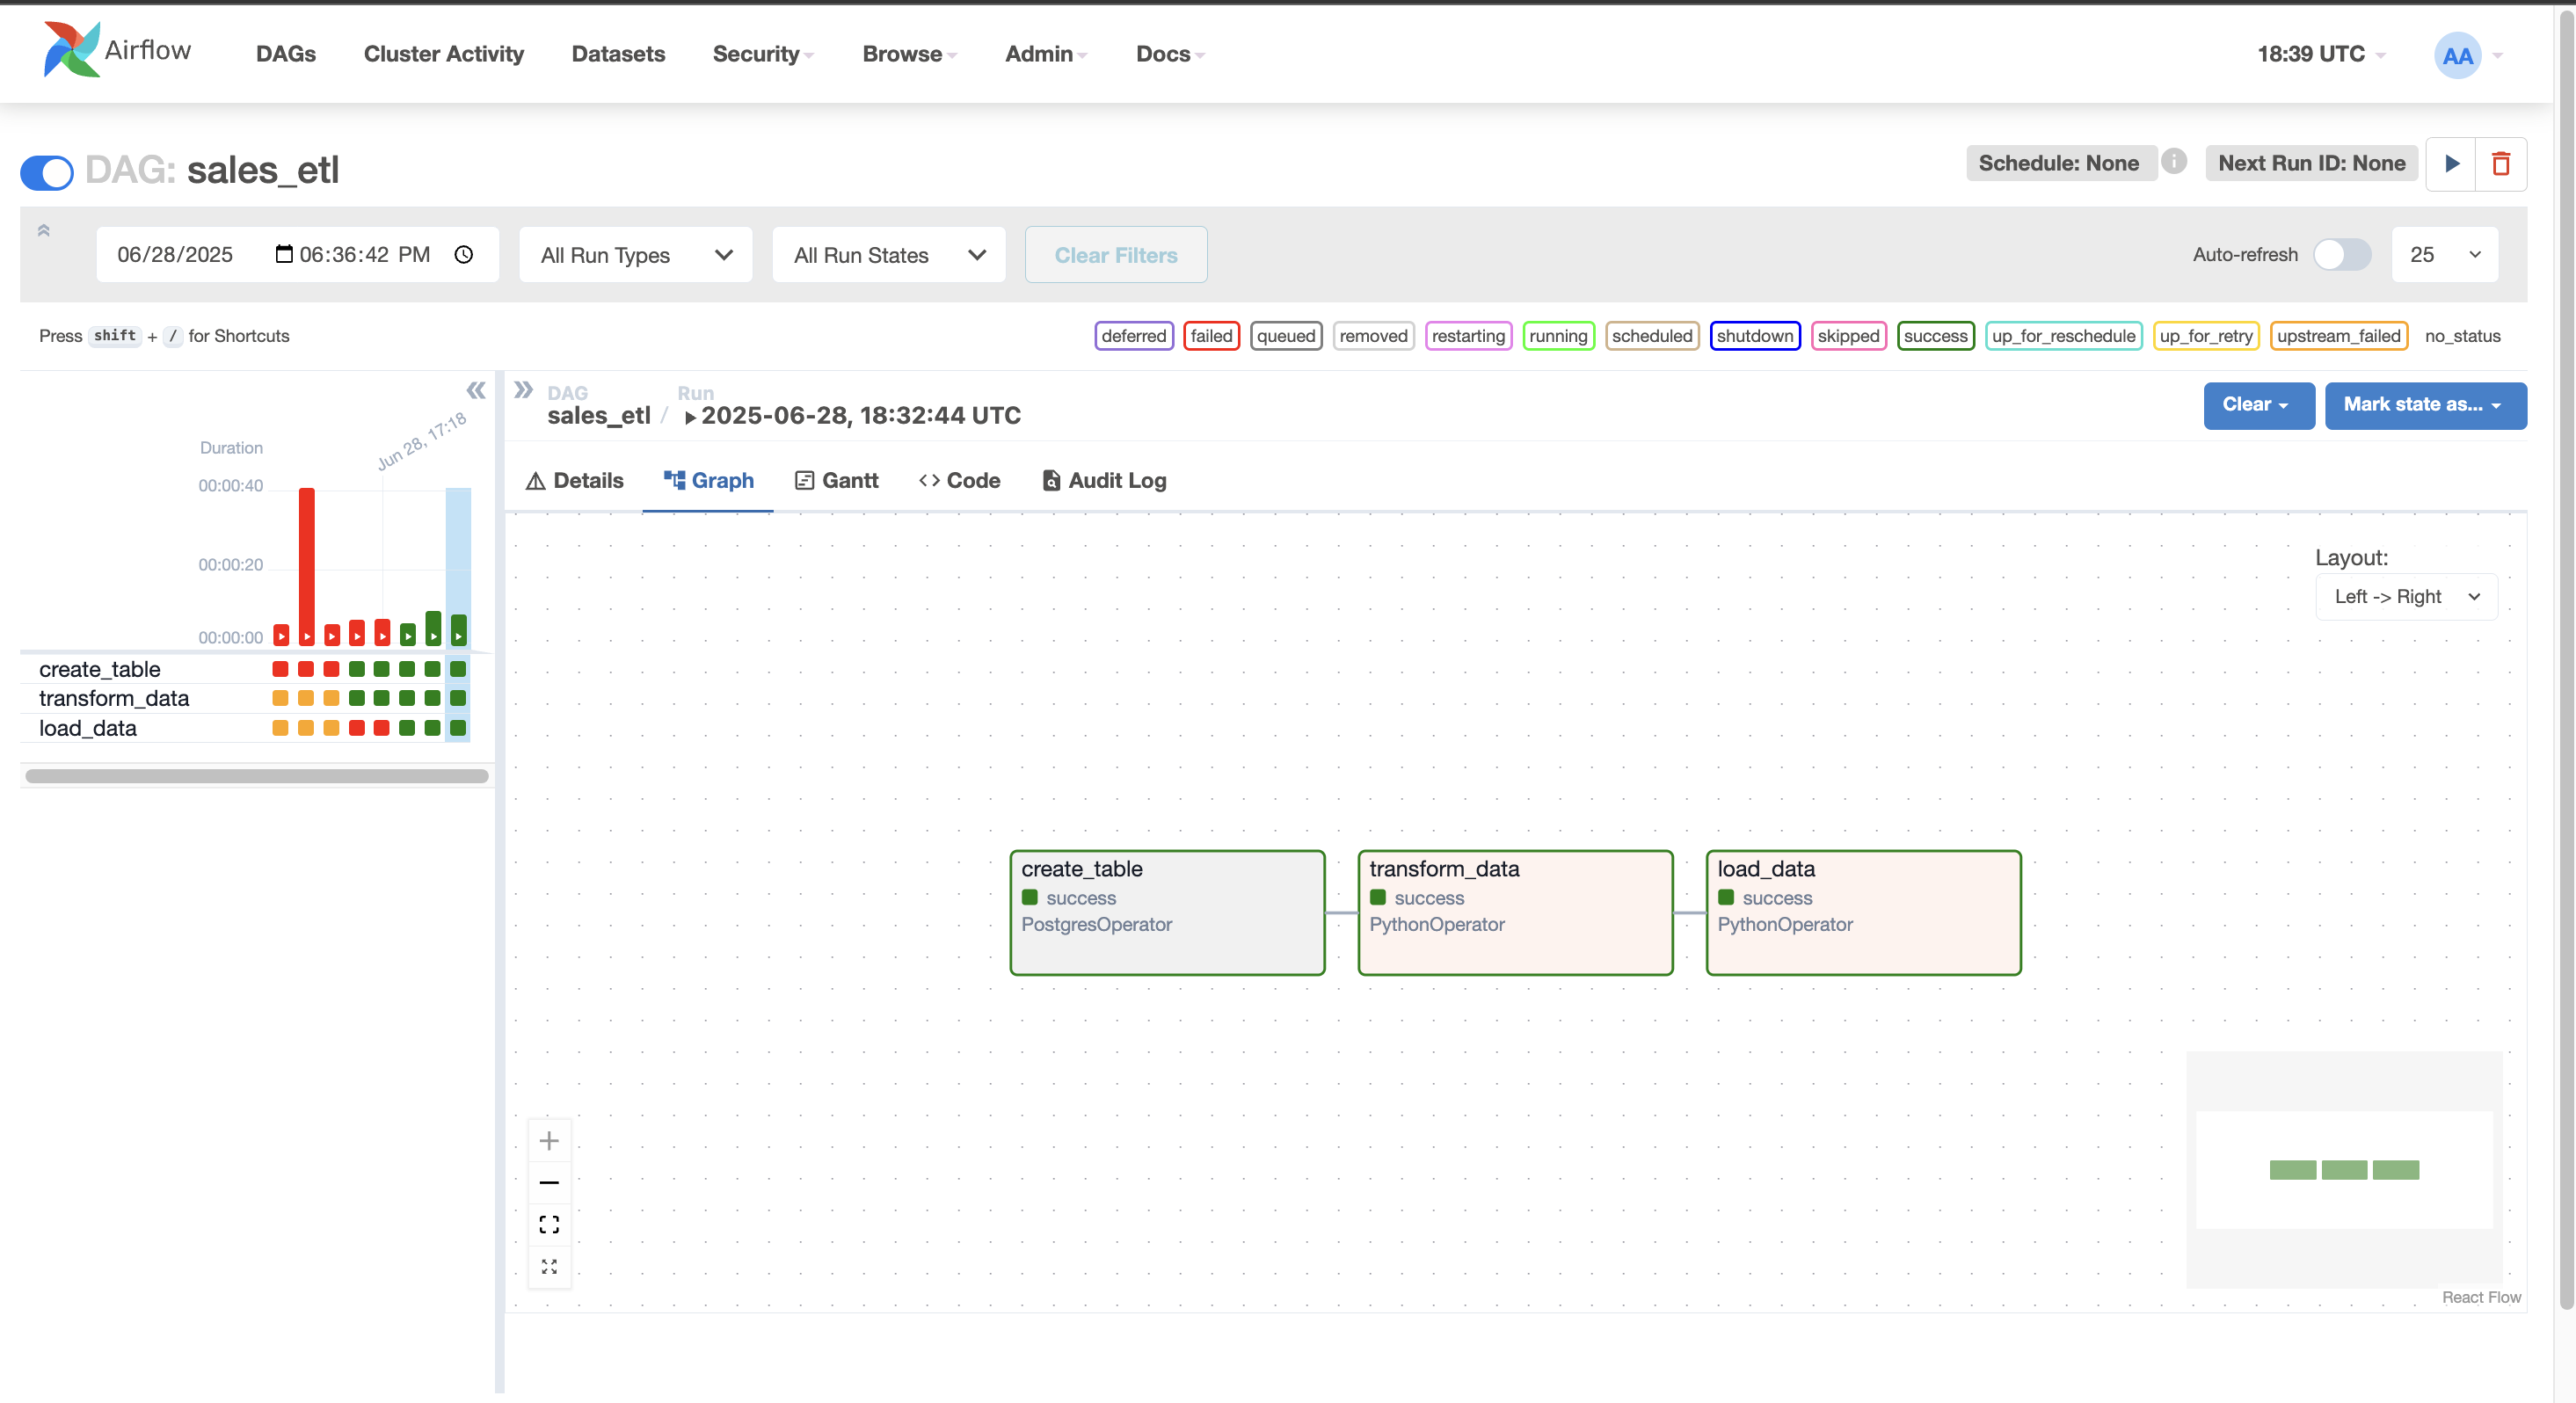 Airflow
DAGs Cluster Activity Datasets Security Browse Admin Docs 18:39 UTC AA
DAG: sales_etl Schedule: None i Next Run ID: None
06/28/2025 06:36:42 PM All Run Types All Run States Clear Filters Auto-refresh 25
Press shift + / for Shortcuts deferred failed queued removed restarting running scheduled shutdown skipped success up_for_reschedule up_for_retry upstream_failed no_status
DAG Run
sales_etl / 2025-06-28, 18:32:44 UTC Clear Mark state as...
Jun 28, 17:18
Duration
00:00:40
00:00:20
00:00:00
create_table
transform_data
load_data
Details Graph Gantt Code Audit Log
Layout:
Left -> Right
create_table
success
PostgresOperator
transform_data
success
PythonOperator
load_data
success
PythonOperator
React Flow